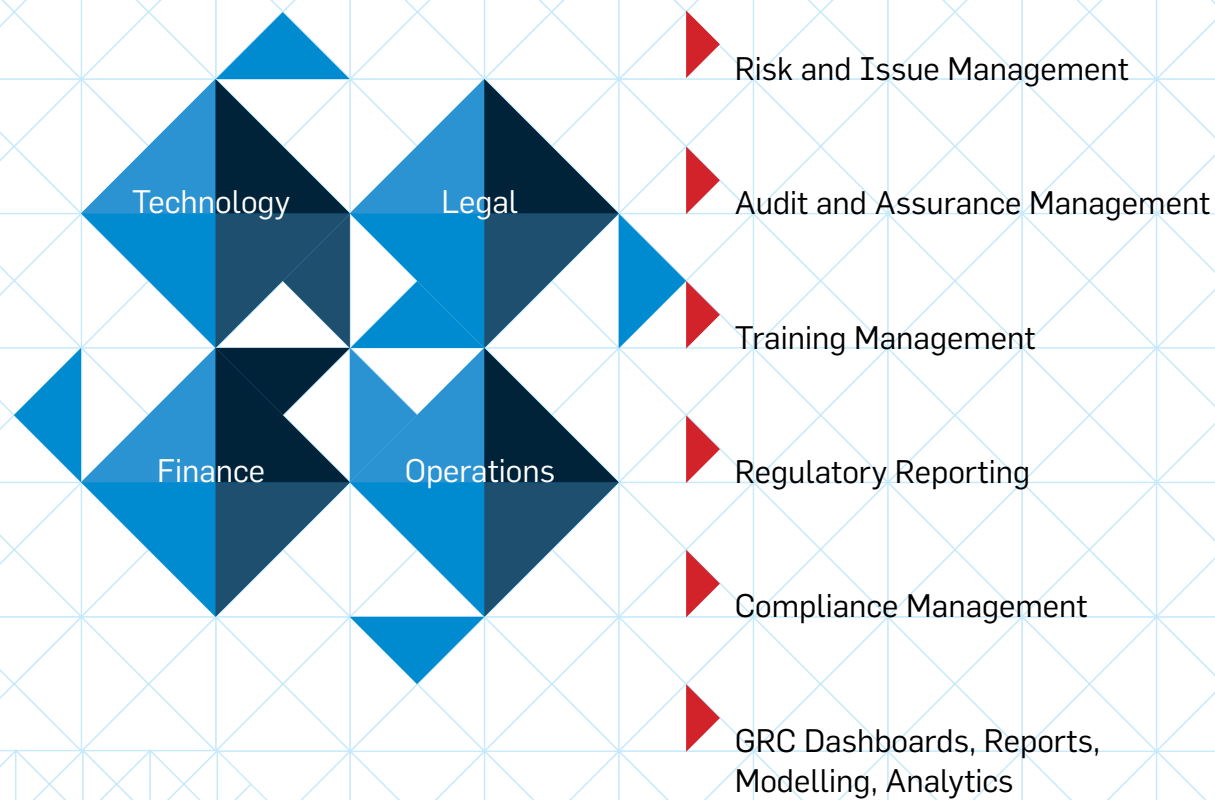 Technology
Legal
Finance
Operations
Risk and Issue Management
Audit and Assurance Management
Training Management
Regulatory Reporting
Compliance Management
GRC Dashboards, Reports,
Modelling, Analytics